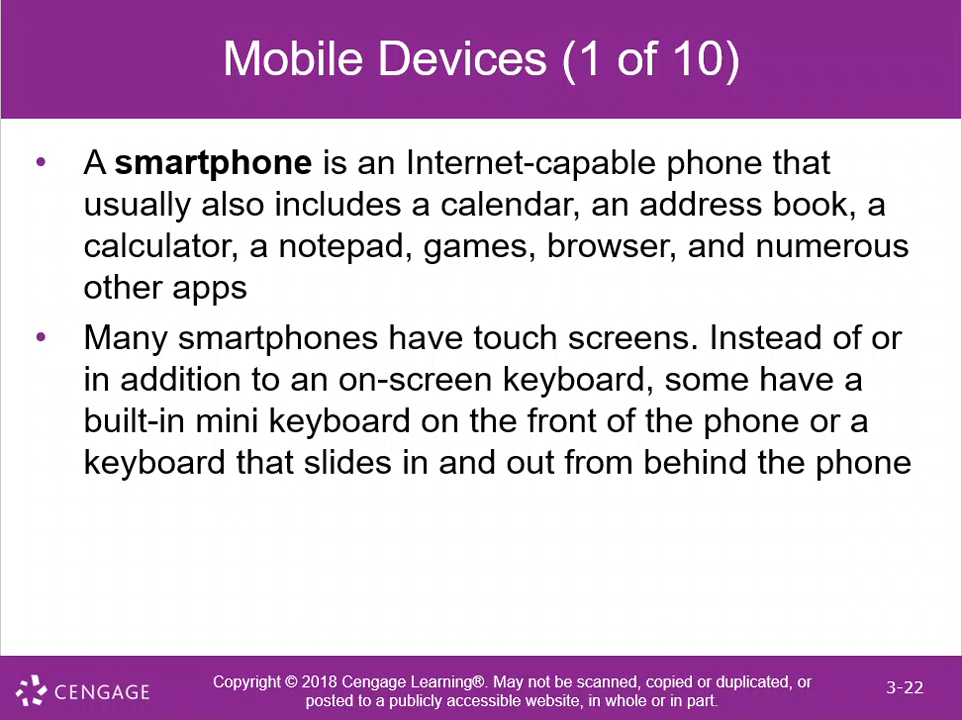 Mobile Devices (1 of 10)
• A smartphone is an Internet-capable phone that
usually also includes a calendar, an address book, a
calculator, a notepad, games, browser, and numerous
other apps
• Many smartphones have touch screens. Instead of or
in addition to an on-screen keyboard, some have a
built-in mini keyboard on the front of the phone or a
keyboard that slides in and out from behind the phone
CENGAGE
Copyright © 2018 Cengage Learning®. May not be scanned, copied or duplicated, or
posted to a publicly accessible website, in whole or in part.
3-22